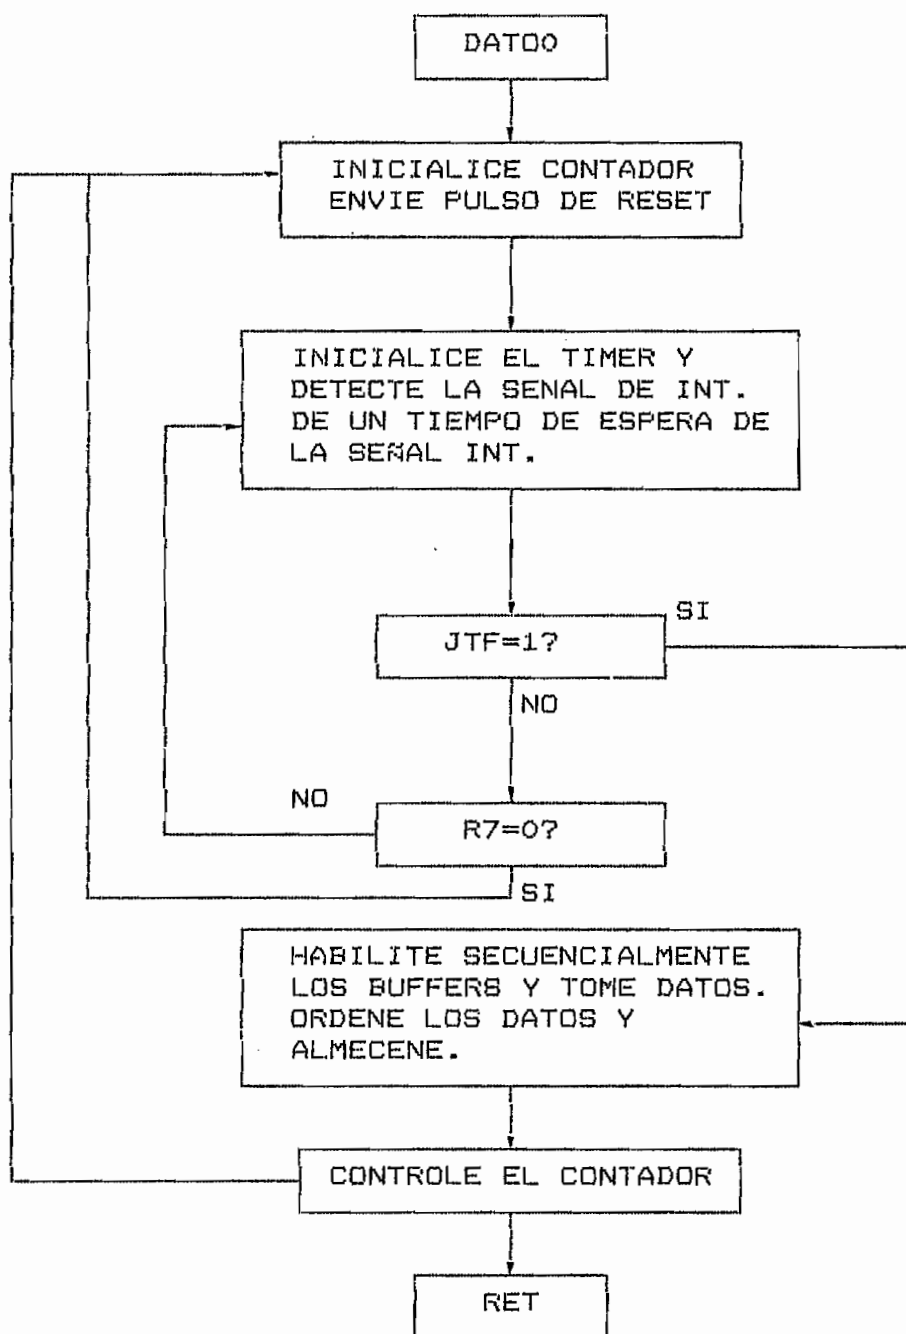 DATOO
INICIALICE CONTADOR
ENVIE PULSO DE RESET
INICIALICE EL TIMER Y
DETECTE LA SENAL DE INT.
DE UN TIEMPO DE ESPERA DE
LA SEÑAL INT.
SI
JTF=1?
NO
NO
R7=0?
SI
HABILITE SECUENCIALMENTE
LOS BUFFERS Y TOME DATOS.
ORDENE LOS DATOS Y
ALMECENE.
CONTROLE EL CONTADOR
RET